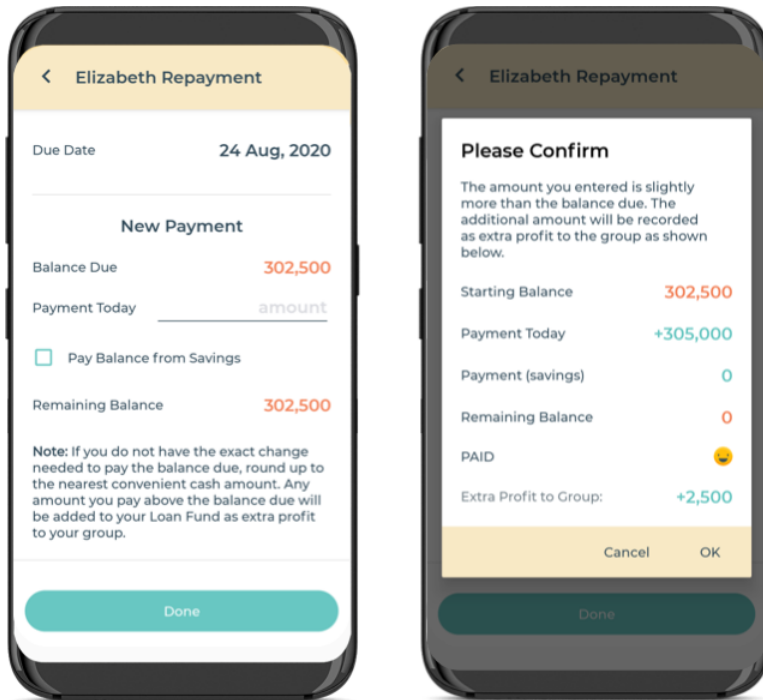 Elizabeth Repayment
Due Date 24 Aug, 2020
New Payment
Balance Due 302,500
Payment Today amount
Pay Balance from Savings
Remaining Balance 302,500
Note: If you do not have the exact change
needed to pay the balance due, round up to
the nearest convenient cash amount. Any
amount you pay above the balance due will
be added to your Loan Fund as extra profit
to your group.
Done
Elizabeth Repayment
Please Confirm
The amount you entered is slightly
more than the balance due. The
additional amount will be recorded
as extra profit to the group as shown
below.
Starting Balance 302,500
Payment Today +305,000
Payment (savings) 0
Remaining Balance 0
PAID
Extra Profit to Group: +2,500
Cancel OK
Done